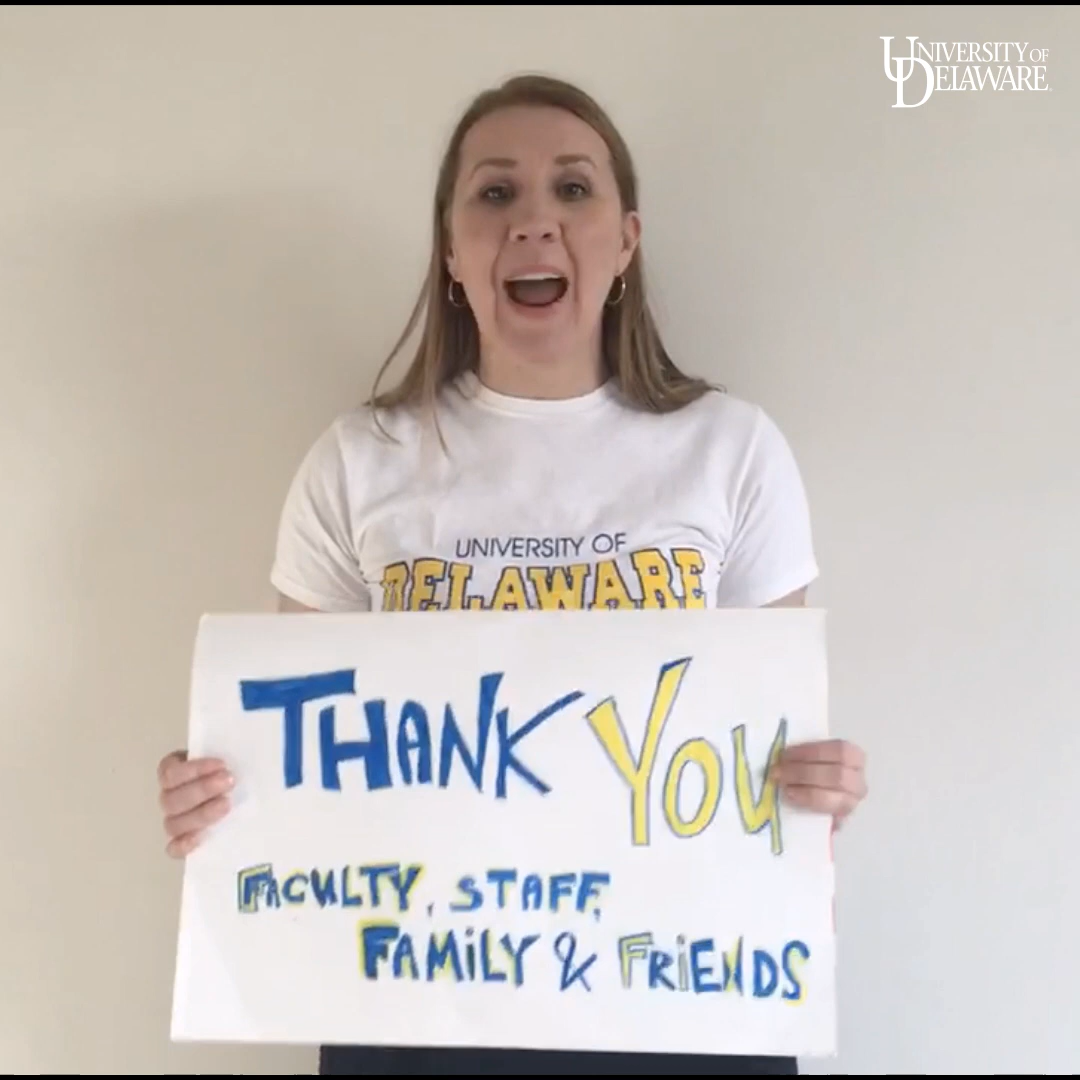 UNIVERSITY OF
DELAWARE
UNIVERSITY OF
DELAWARE
THANK YOU
FACULTY, STAFF,
FAMiLY & FRiENDS